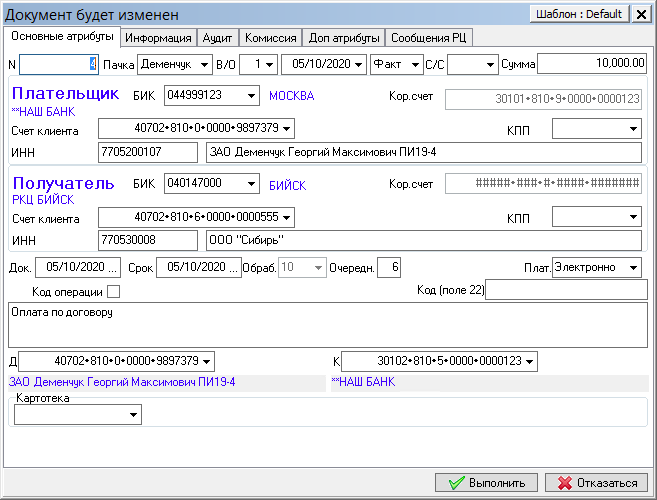 Документ будет изменен Шаблон : Default
Основные атрибуты Информация Аудит Комиссия Доп атрибуты Сообщения РЦ
N 4 Пачка Деменчук В/О 1 05/10/2020 Факт С/С Сумма 10,000.00
Плательщик БИК 044999123 МОСКВА Кор.счет 30101•810•9•0000•0000123
**НАШ БАНК
Счет клиента 40702•810•0•0000•9897379 КПП
ИНН 7705200107 ЗАО Деменчук Георгий Максимович ПИ19-4
Получатель БИК 040147000 БИЙСК Кор.счет #####•###•#•####•#######
РКЦ БИЙСК
Счет клиента 40702•810•6•0000•0000555 КПП
ИНН 770530008 ООО "Сибирь"
Док. 05/10/2020 ... Срок 05/10/2020 ... Обраб. 10 Очередн. 6 Плат. Электронно
Код операции Код (поле 22)
Оплата по договору
Д 40702•810•0•0000•9897379 К 30102•810•5•0000•0000123
ЗАО Деменчук Георгий Максимович ПИ19-4 **НАШ БАНК
Картотека
Выполнить Отказаться